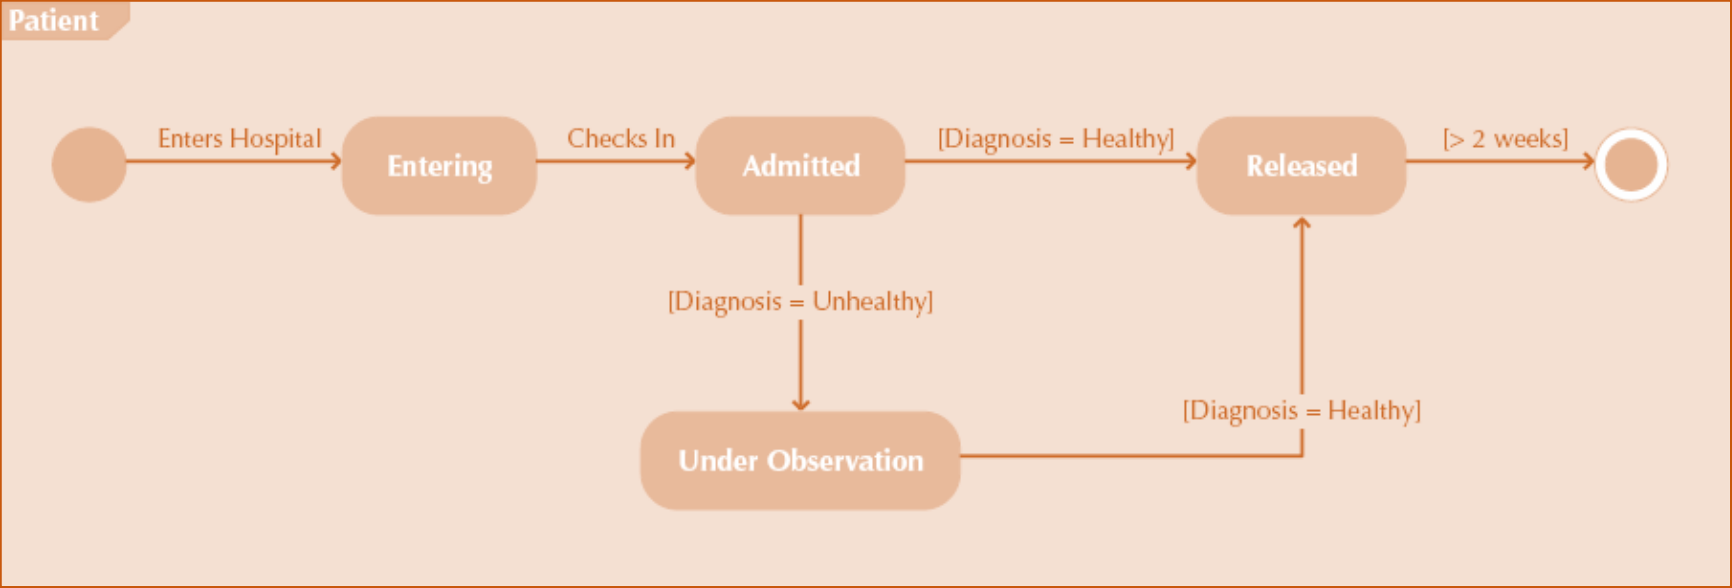 Patient
Enters Hospital
Entering
Checks In
Admitted
[Diagnosis = Healthy]
Released
[> 2 weeks]
[Diagnosis = Unhealthy]
[Diagnosis = Healthy]
Under Observation